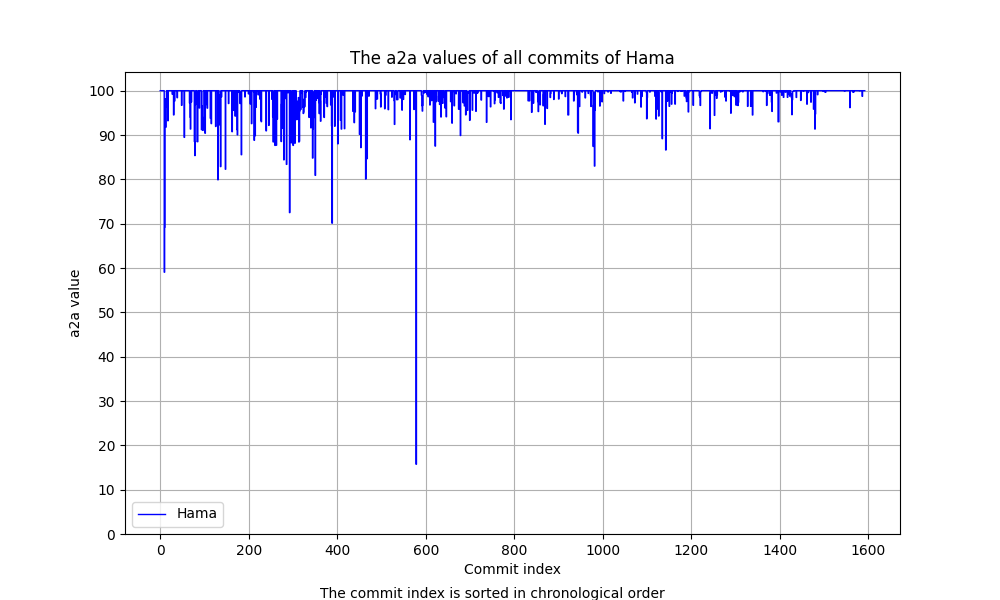 The a2a values of all commits of Hama
100
90
80
70
60
50
40
30
20
10
0
a2a value
Hama
0 200 400 600 800 1000 1200 1400 1600
Commit index
The commit index is sorted in chronological order